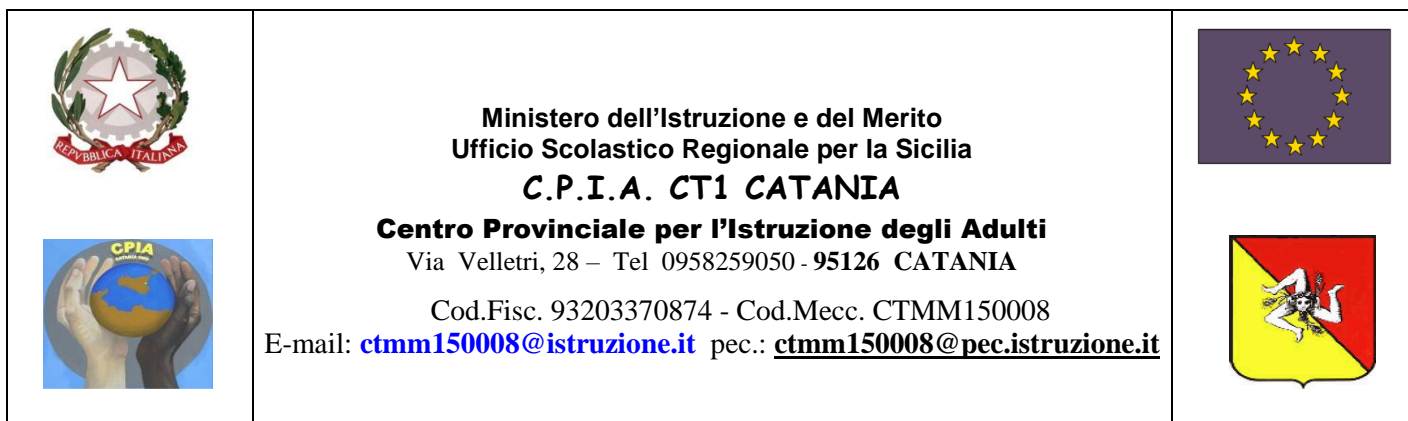 REPVBBLICA ITALIANA
CPIA
Ministero dell'Istruzione e del Merito
Ufficio Scolastico Regionale per la Sicilia
C.P.I.A. CT1 CATANIA
Centro Provinciale per l'Istruzione degli Adulti
Via Velletri, 28 – Tel 0958259050 - 95126 CATANIA
Cod.Fisc. 93203370874 - Cod.Mecc. CTMM150008
E-mail: ctmm150008@istruzione.it pec.: ctmm150008@pec.istruzione.it